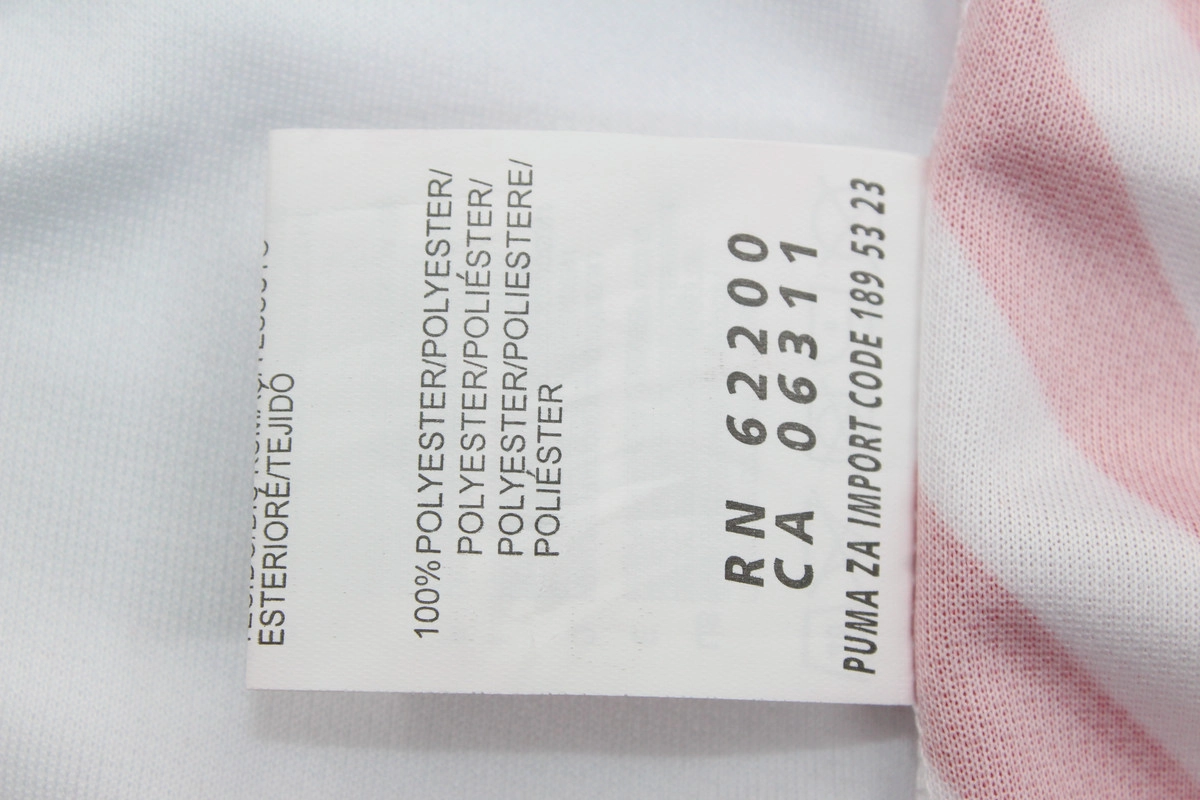 ESTERIORE/TEJIDO
100%POLYESTER/POLYESTER/
POLYESTER/POLIÉSTER/
POLYESTER/POLIESTERE/
POLIÉSTER
RN 62200
CA 06311
PUMA ZA IMPORT CODE 189 53 23